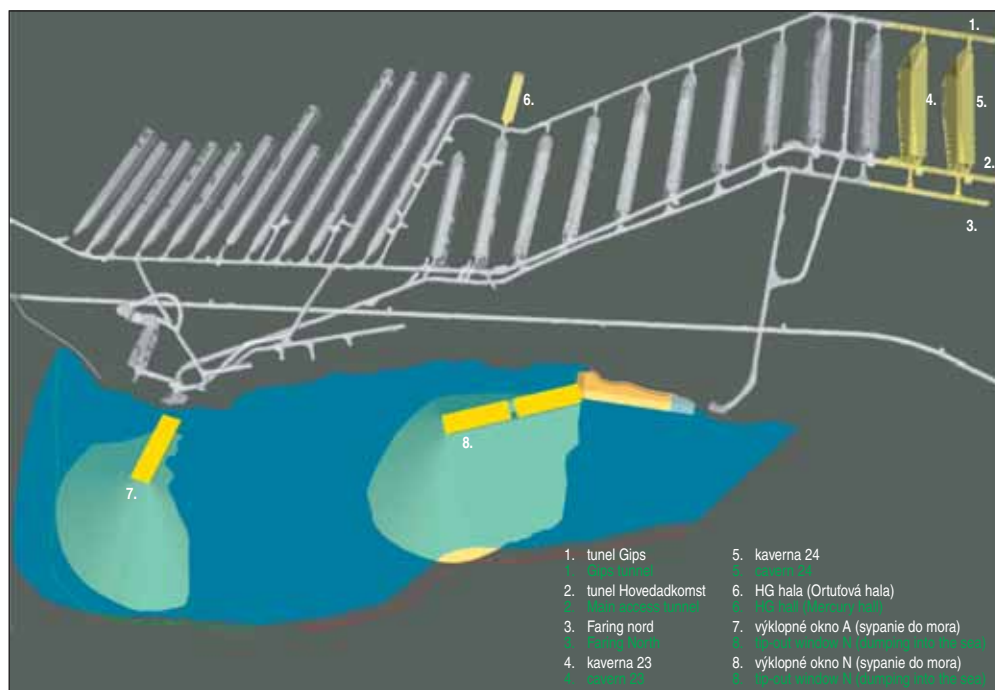 1.
6.
4.
5.
2.
3.
8.
7.
1. tunel Gips
1. Gips tunnel
2. tunel Hovedadkomst
2. Main access tunnel
3. Faring nord
3. Faring North
4. kaverna 23
4. cavern 23
5. kaverna 24
5. cavern 24
6. HG hala (Ortuťová hala)
6. HG hall (Mercury hall)
7. výklopné okno A (sypanie do mora)
8. tip-out window N (dumping into the sea)
8. výklopné okno N (sypanie do mora)
8. tip-out window N (dumping into the sea)